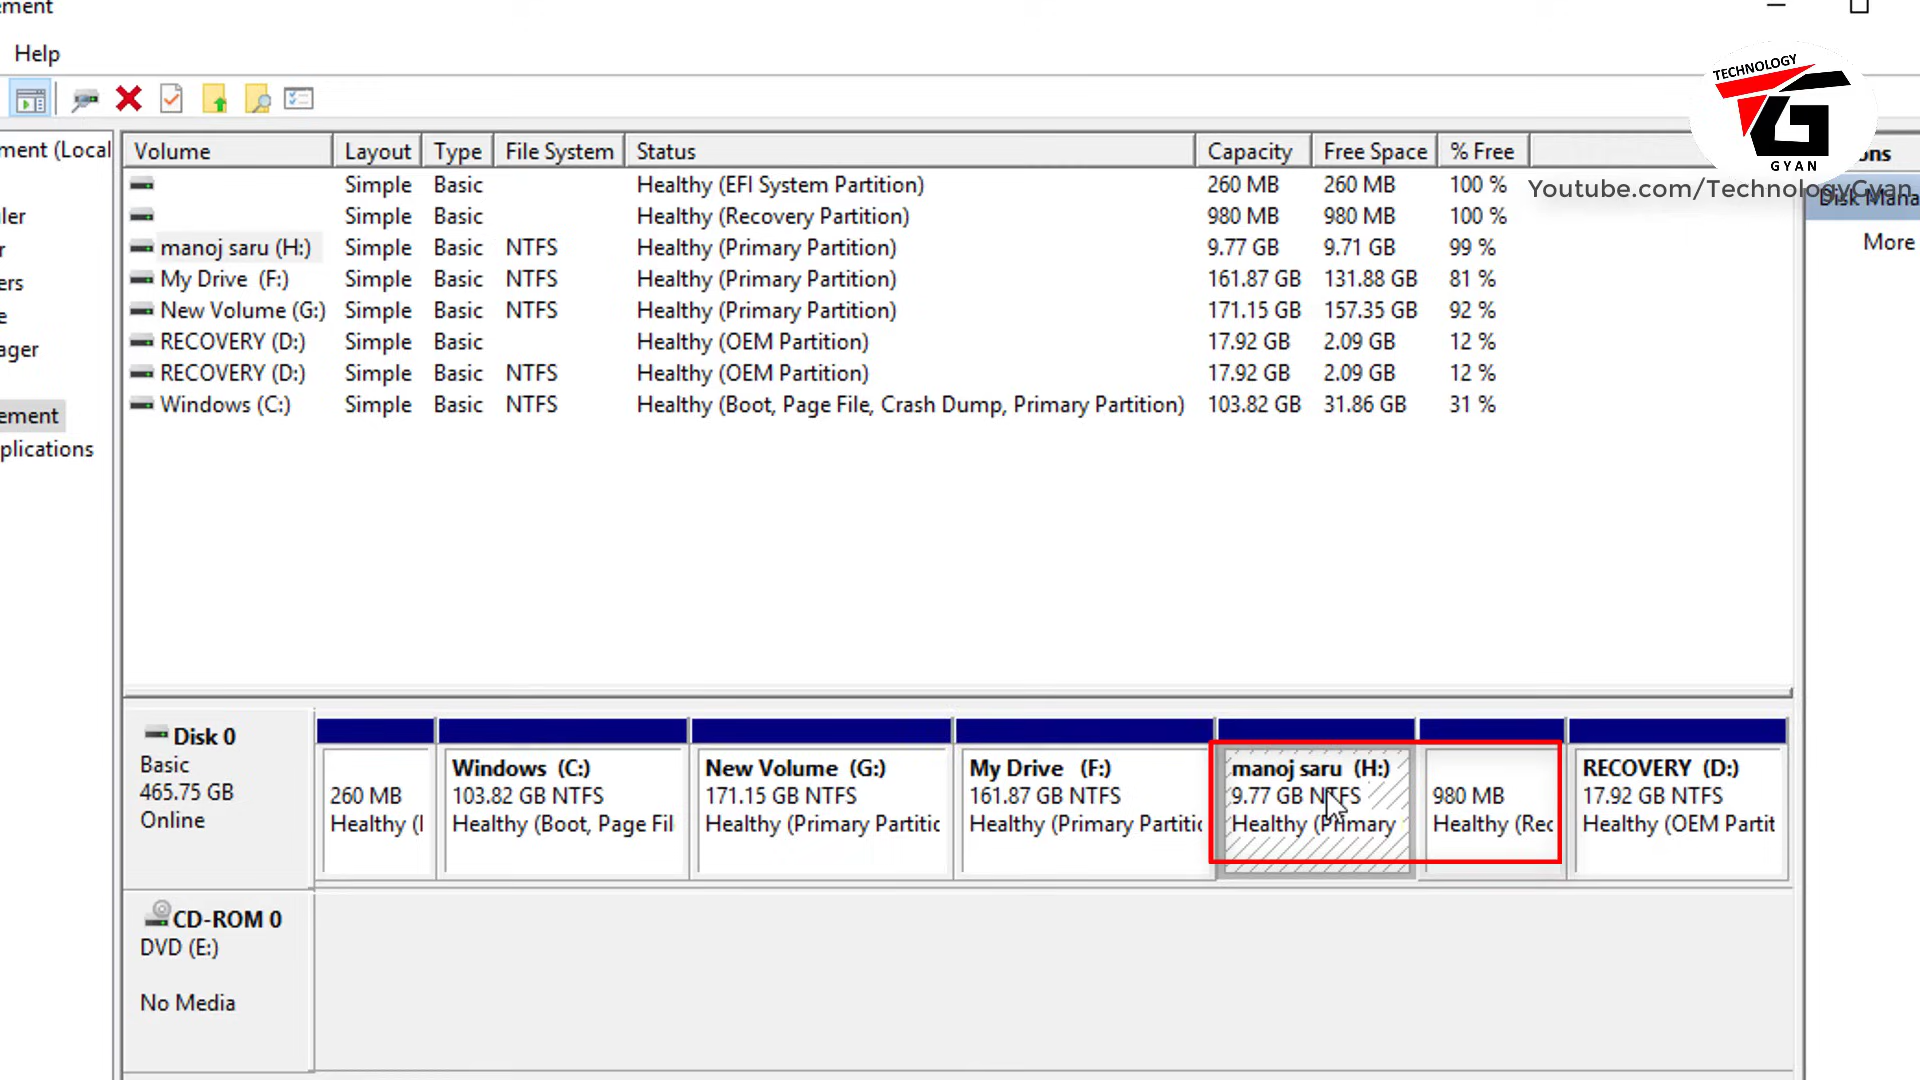 ement
Help
TECHNOLOGY
GYAN
Youtube.com/TechnologyGyan
ment (Local
ler
r
ers
e
ager
ement
plications
Volume Layout Type File System Status Capacity Free Space % Free
Simple Basic Healthy (EFI System Partition) 260 MB 260 MB 100 %
Simple Basic Healthy (Recovery Partition) 980 MB 980 MB 100 %
manoj saru (H:) Simple Basic NTFS Healthy (Primary Partition) 9.77 GB 9.71 GB 99 %
My Drive (F:) Simple Basic NTFS Healthy (Primary Partition) 161.87 GB 131.88 GB 81 %
New Volume (G:) Simple Basic NTFS Healthy (Primary Partition) 171.15 GB 157.35 GB 92 %
RECOVERY (D:) Simple Basic Healthy (OEM Partition) 17.92 GB 2.09 GB 12 %
RECOVERY (D:) Simple Basic NTFS Healthy (OEM Partition) 17.92 GB 2.09 GB 12 %
Windows (C:) Simple Basic NTFS Healthy (Boot, Page File, Crash Dump, Primary Partition) 103.82 GB 31.86 GB 31 %
ons
Disk Mana
More
Disk 0
Basic
465.75 GB
Online
260 MB
Healthy (I
Windows (C:)
103.82 GB NTFS
Healthy (Boot, Page Fil
New Volume (G:)
171.15 GB NTFS
Healthy (Primary Partitic
My Drive (F:)
161.87 GB NTFS
Healthy (Primary Partitic
manoj saru (H:)
9.77 GB NTFS
Healthy (Primary
980 MB
Healthy (Rec
RECOVERY (D:)
17.92 GB NTFS
Healthy (OEM Partit
CD-ROM 0
DVD (E:)
No Media